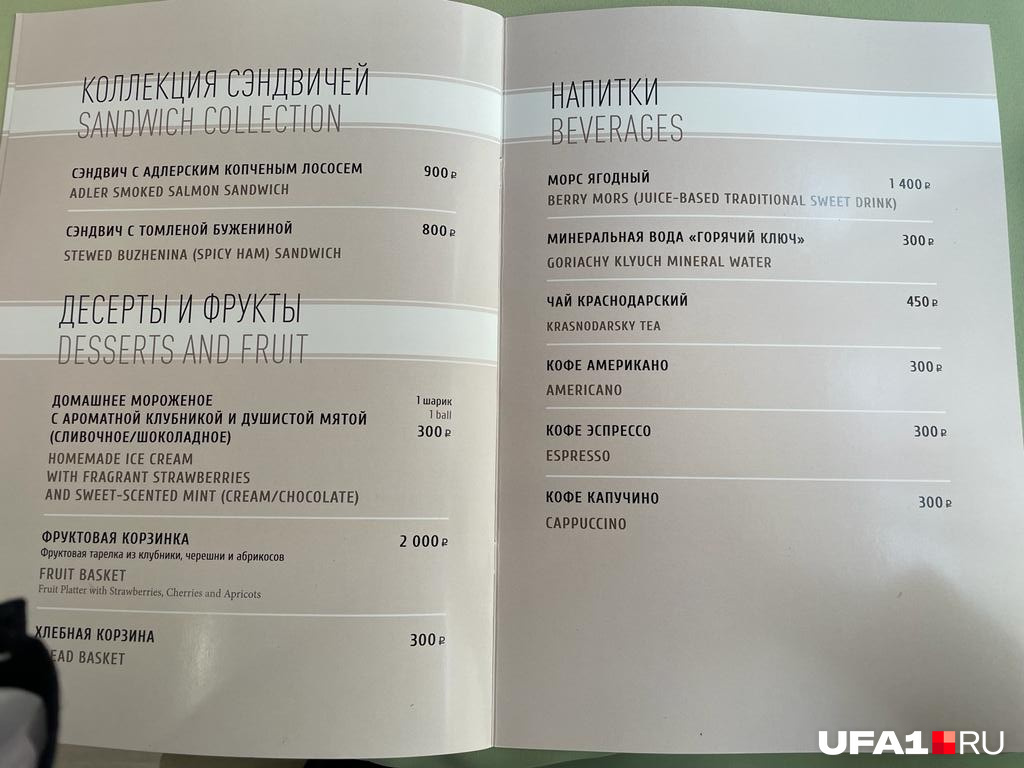 КОЛЛЕКЦИЯ СЭНДВИЧЕЙ
SANDWICH COLLECTION
СЭНДВИЧ С АДЛЕРСКИМ КОПЧЕНЫМ ЛОСОСЕМ 900 ₽
ADLER SMOKED SALMON SANDWICH
СЭНДВИЧ С ТОМЛЕНОЙ БУЖЕНИНОЙ 800 ₽
STEWED BUZHENINA (SPICY HAM) SANDWICH
ДЕСЕРТЫ И ФРУКТЫ
DESSERTS AND FRUIT
ДОМАШНЕЕ МОРОЖЕНОЕ 1 шарик
С АРОМАТНОЙ КЛУБНИКОЙ И ДУШИСТОЙ МЯТОЙ 1 ball
(СЛИВОЧНОЕ/ШОКОЛАДНОЕ) 300 ₽
HOMEMADE ICE CREAM
WITH FRAGRANT STRAWBERRIES
AND SWEET-SCENTED MINT (CREAM/CHOCOLATE)
ФРУКТОВАЯ КОРЗИНКА 2 000 ₽
Фруктовая тарелка из клубники, черешни и абрикосов
FRUIT BASKET
Fruit Platter with Strawberries, Cherries and Apricots
ХЛЕБНАЯ КОРЗИНА 300 ₽
EAD BASKET
НАПИТКИ
BEVERAGES
МОРС ЯГОДНЫЙ 1 400 ₽
BERRY MORS (JUICE-BASED TRADITIONAL SWEET DRINK)
МИНЕРАЛЬНАЯ ВОДА «ГОРЯЧИЙ КЛЮЧ» 300 ₽
GORIACHY KLYUCH MINERAL WATER
ЧАЙ КРАСНОДАРСКИЙ 450 ₽
KRASNODARSKY TEA
КОФЕ АМЕРИКАНО 300 ₽
AMERICANO
КОФЕ ЭСПРЕССО 300 ₽
ESPRESSO
КОФЕ КАПУЧИНО 300 ₽
CAPPUCCINO
UFA1 RU